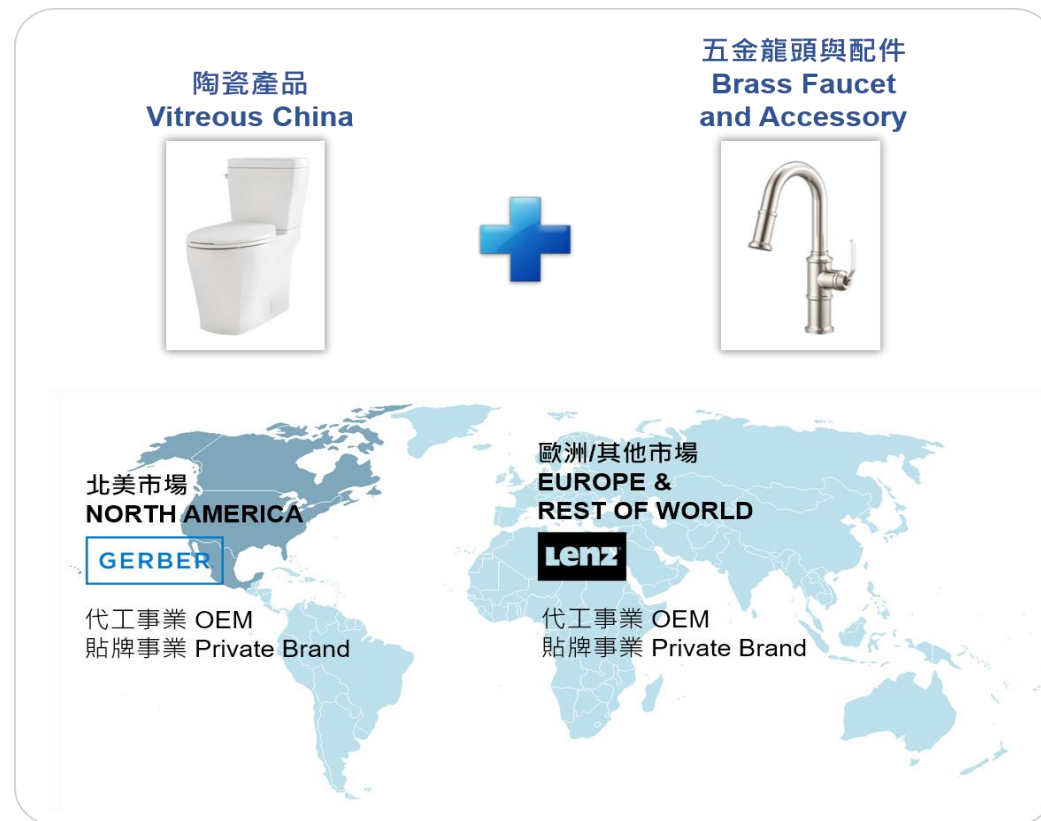 陶瓷產品
Vitreous China
五金龍頭與配件
Brass Faucet
and Accessory
北美市場
NORTH AMERICA
GERBER
代工事業 OEM
貼牌事業 Private Brand
歐洲/其他市場
EUROPE &
REST OF WORLD
Lenz
代工事業 OEM
貼牌事業 Private Brand